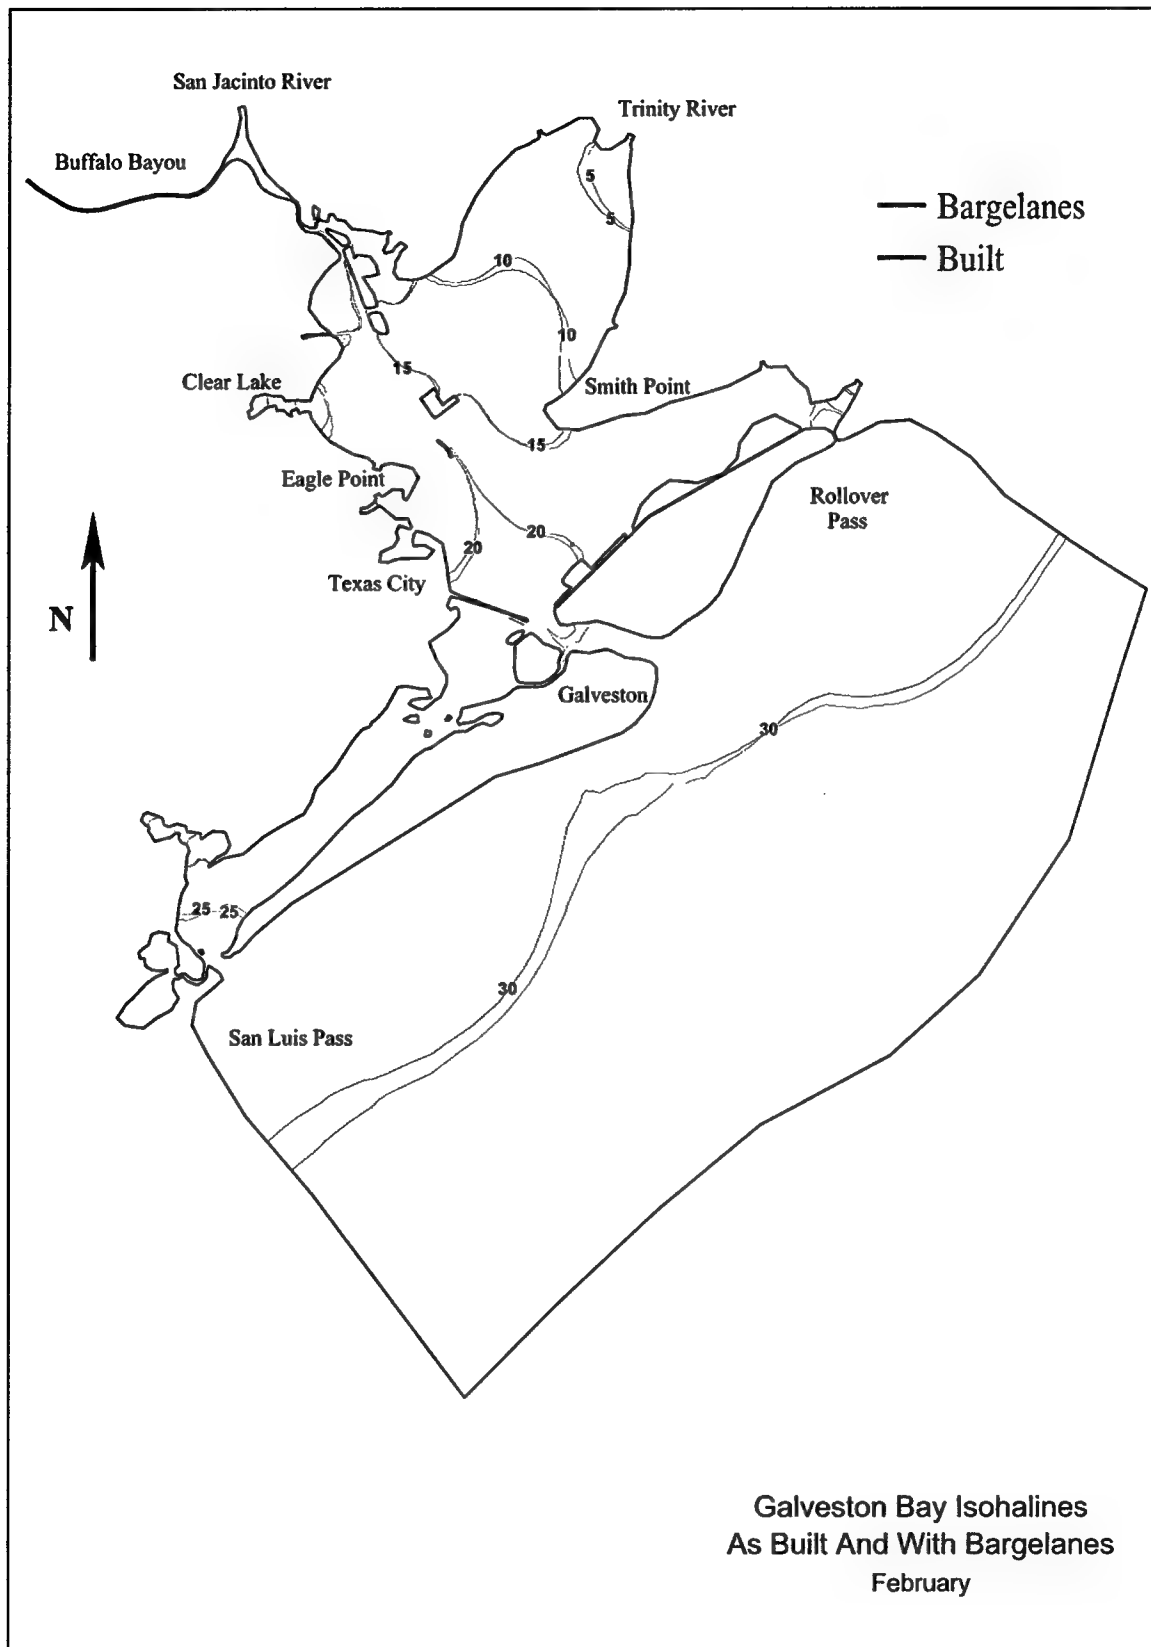 San Jacinto River
Trinity River
Buffalo Bayou
Bargelanes
Built
5
5
10
10
15
Clear Lake
Smith Point
15
Eagle Point
Rollover
Pass
20
20
Texas City
N
Galveston
30
25 25
30
San Luis Pass
Galveston Bay Isohalines
As Built And With Bargelanes
February